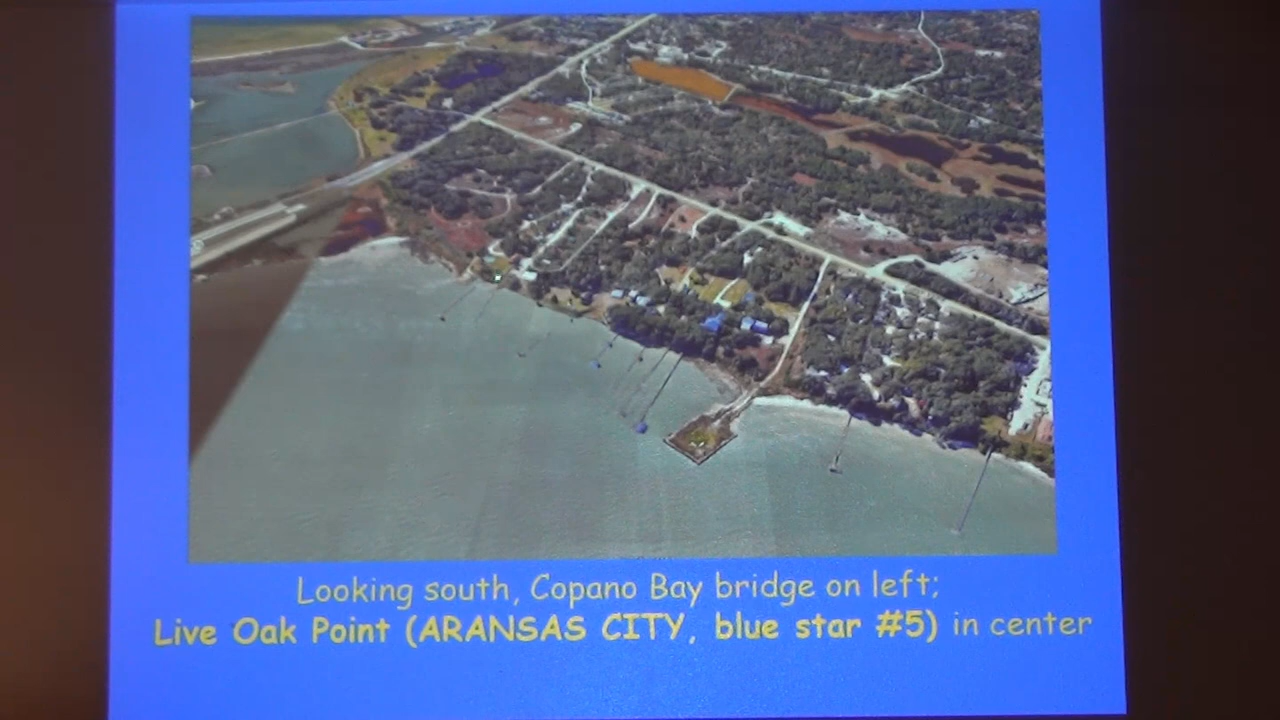 Looking south, Copano Bay bridge on left;
Live Oak Point (ARANSAS CITY, blue star #5) in center